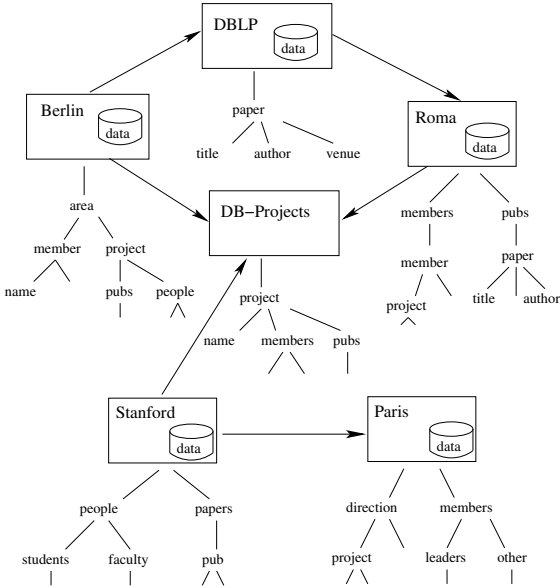 DBLP
data
Berlin
data
paper
title author venue
Roma
data
area
member project
name pubs people
DB-Projects
project
name members pubs
members pubs
member paper
project title author
Stanford
data
Paris
data
people papers
students faculty pub
direction members
project leaders other